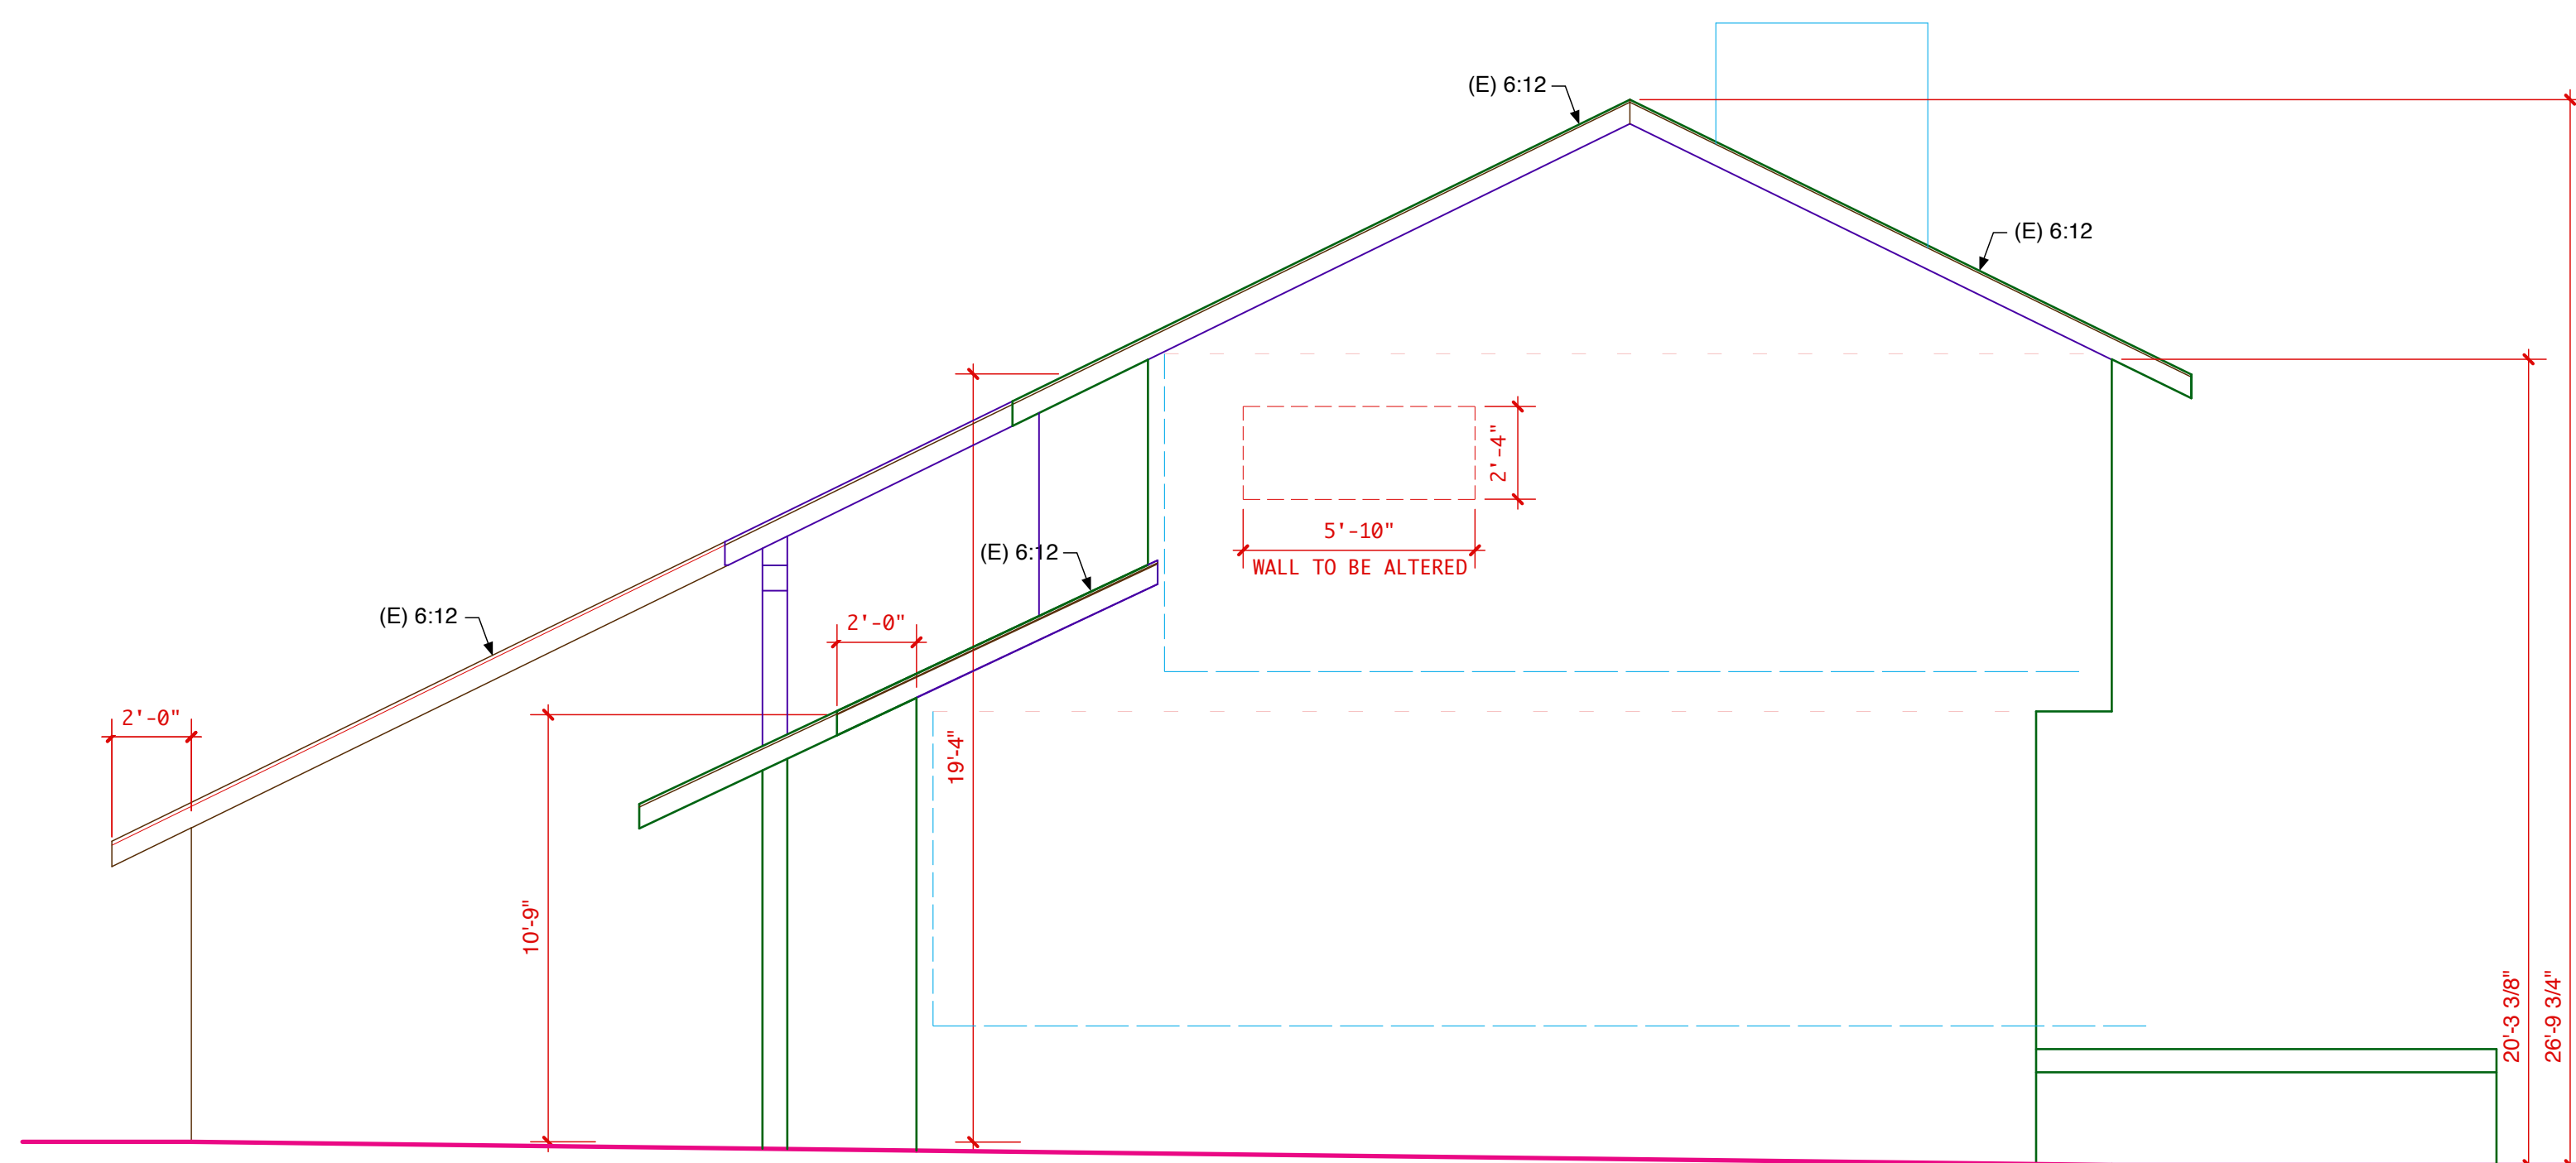 (E) 6:12
(E) 6:12
2'-4"
5'-10"
WALL TO BE ALTERED
(E) 6:12
(E) 6:12
2'-0"
2'-0"
19'-4"
10'-9"
20'-3 3/8"
26'-9 3/4"